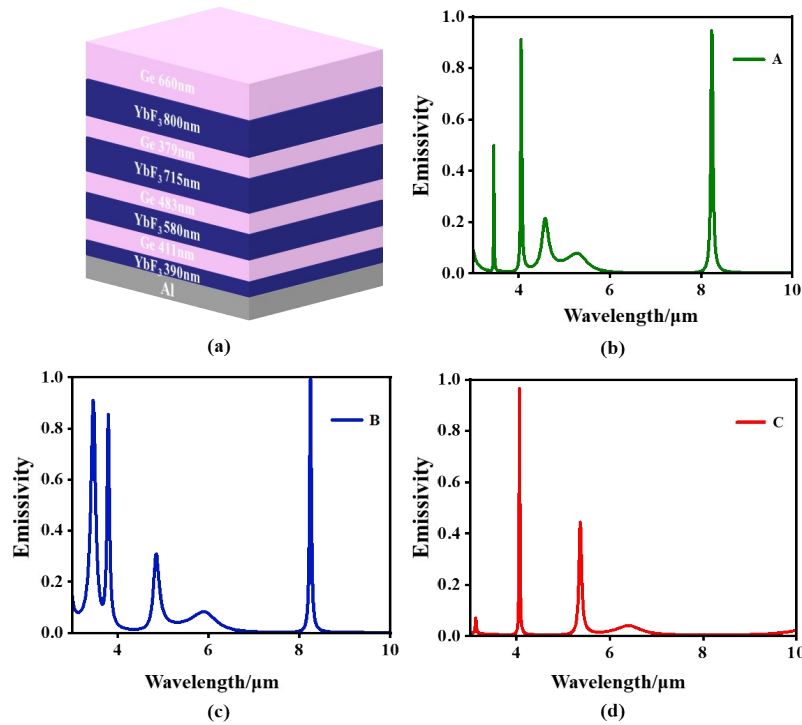 Ge 660nm
YbF₃ 800nm
Ge 379nm
YbF₃ 715nm
Ge 483nm
YbF₃ 580nm
Ge 411nm
YbF₃ 390nm
Al
(a)
1.0
0.8
0.6
0.4
0.2
0.0
Emissivity
A
4 6 8 10
Wavelength/μm
(b)
1.0
0.8
0.6
0.4
0.2
0.0
Emissivity
B
4 6 8 10
Wavelength/μm
(c)
1.0
0.8
0.6
0.4
0.2
0.0
Emissivity
C
4 6 8 10
Wavelength/μm
(d)